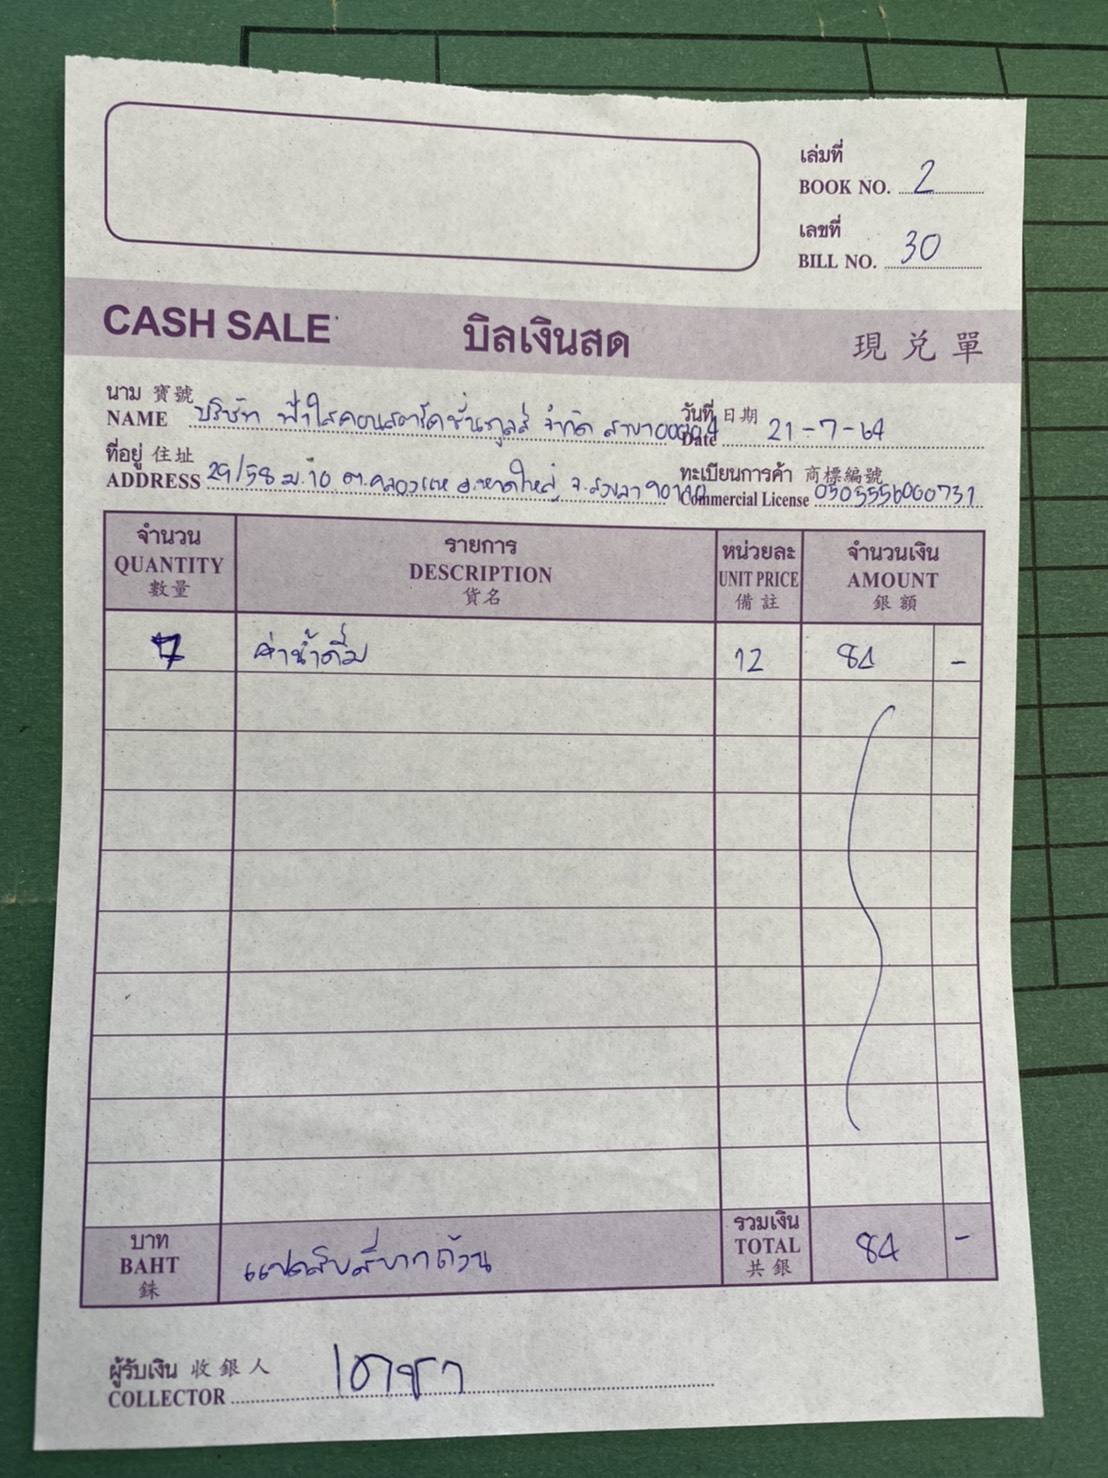 เล่มที่
BOOK NO. 2
เลขที่
BILL NO. 30
CASH SALE บิลเงินสด 現兌單
นาม 寶號
NAME บริษัท ฟ้าใสคอนสตรัคชั่นทูลส์ จำกัด สาขา00004
วันที่ 日期
Date 21-7-64
ที่อยู่ 住址
ADDRESS 29/58 ม.10 ต.คลองแห อ.หาดใหญ่ จ.สงขลา 90110
ทะเบียนการค้า 商標編號
Commercial License 0505556000731
จำนวน รายการ หน่วยละ จำนวนเงิน
QUANTITY DESCRIPTION UNIT PRICE AMOUNT
數量 貨名 備註 銀額
7 ค่าน้ำดื่ม 12 84 -
บาท รวมเงิน
BAHT แปดสิบสี่บาทถ้วน TOTAL 84 -
銖 共銀
ผู้รับเงิน 收銀人
COLLECTOR